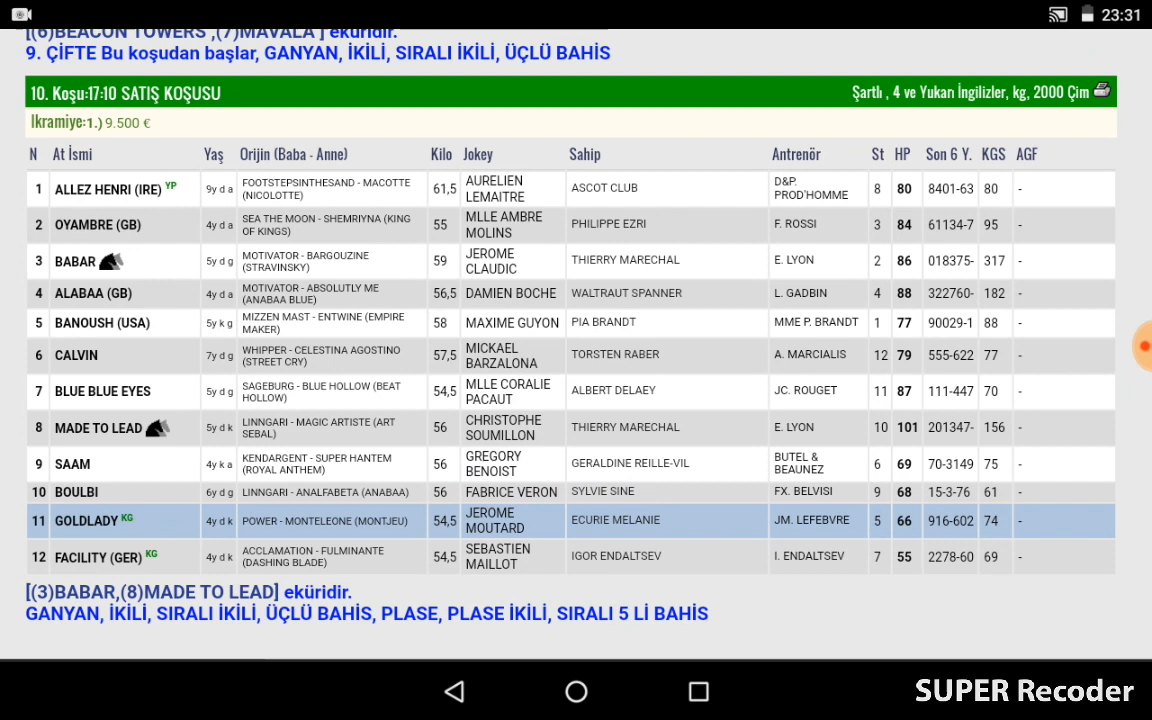 23:31
[(6)BEACON TOWERS ,(7)MAVALA ] eküridir.
9. ÇİFTE Bu koşudan başlar, GANYAN, İKİLİ, SIRALI İKİLİ, ÜÇLÜ BAHİS
10. Koşu:17:10 SATIŞ KOŞUSU Şartlı , 4 ve Yukarı İngilizler, kg, 2000 Çim
Ikramiye:1.) 9.500 €
N At İsmi Yaş Orijin (Baba - Anne) Kilo Jokey Sahip Antrenör St HP Son 6 Y. KGS AGF
1 ALLEZ HENRI (IRE) YP 9y d a FOOTSTEPSINTHESAND - MACOTTE (NICOLOTTE) 61,5 AURELIEN LEMAITRE ASCOT CLUB D&P. PROD'HOMME 8 80 8401-63 80 -
2 OYAMBRE (GB) 4y d a SEA THE MOON - SHEMRIYNA (KING OF KINGS) 55 MLLE AMBRE MOLINS PHILIPPE EZRI F. ROSSI 3 84 61134-7 95 -
3 BABAR 5y d g MOTIVATOR - BARGOUZINE (STRAVINSKY) 59 JEROME CLAUDIC THIERRY MARECHAL E. LYON 2 86 018375- 317 -
4 ALABAA (GB) 4y d a MOTIVATOR - ABSOLUTLY ME (ANABAA BLUE) 56,5 DAMIEN BOCHE WALTRAUT SPANNER L. GADBIN 4 88 322760- 182 -
5 BANOUSH (USA) 5y k g MIZZEN MAST - ENTWINE (EMPIRE MAKER) 58 MAXIME GUYON PIA BRANDT MME P. BRANDT 1 77 90029-1 88 -
6 CALVIN 7y d g WHIPPER - CELESTINA AGOSTINO (STREET CRY) 57,5 MICKAEL BARZALONA TORSTEN RABER A. MARCIALIS 12 79 555-622 77 -
7 BLUE BLUE EYES 5y d g SAGEBURG - BLUE HOLLOW (BEAT HOLLOW) 54,5 MLLE CORALIE PACAUT ALBERT DELAEY JC. ROUGET 11 87 111-447 70 -
8 MADE TO LEAD 5y d k LINNGARI - MAGIC ARTISTE (ART SEBAL) 56 CHRISTOPHE SOUMILLON THIERRY MARECHAL E. LYON 10 101 201347- 156 -
9 SAAM 4y k a KENDARGENT - SUPER HANTEM (ROYAL ANTHEM) 56 GREGORY BENOIST GERALDINE REILLE-VIL BUTEL & BEAUNEZ 6 69 70-3149 75 -
10 BOULBI 6y d g LINNGARI - ANALFABETA (ANABAA) 56 FABRICE VERON SYLVIE SINE FX. BELVISI 9 68 15-3-76 61 -
11 GOLDLADY KG 4y d k POWER - MONTELEONE (MONTJEU) 54,5 JEROME MOUTARD ECURIE MELANIE JM. LEFEBVRE 5 66 916-602 74 -
12 FACILITY (GER) KG 4y d k ACCLAMATION - FULMINANTE (DASHING BLADE) 54,5 SEBASTIEN MAILLOT IGOR ENDALTSEV I. ENDALTSEV 7 55 2278-60 69 -
[(3)BABAR,(8)MADE TO LEAD] eküridir.
GANYAN, İKİLİ, SIRALI İKİLİ, ÜÇLÜ BAHİS, PLASE, PLASE İKİLİ, SIRALI 5 Lİ BAHİS
SUPER Recoder